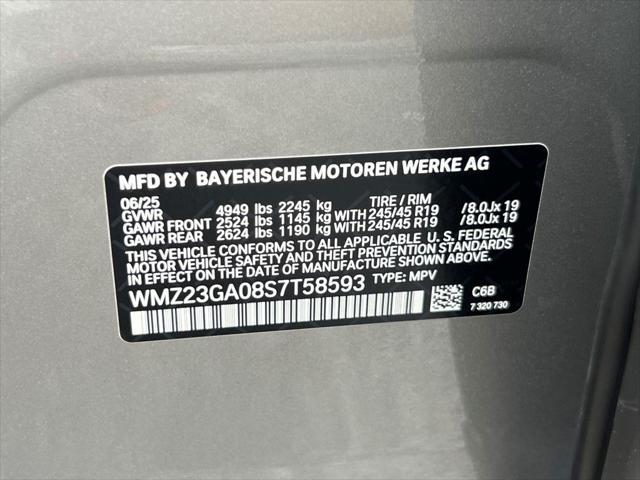 MFD BY BAYERISCHE MOTOREN WERKE AG
06/25 TIRE / RIM
GVWR 4949 lbs 2245 kg
GAWR FRONT 2524 lbs 1145 kg WITH 245/45 R19 /8.0Jx 19
GAWR REAR 2624 lbs 1190 kg WITH 245/45 R19 /8.0Jx 19
THIS VEHICLE CONFORMS TO ALL APPLICABLE U. S. FEDERAL
MOTOR VEHICLE SAFETY AND THEFT PREVENTION STANDARDS
IN EFFECT ON THE DATE OF MANUFACTURE SHOWN ABOVE.
WMZ23GA08S7T58593 TYPE: MPV
C6B
7 320 730